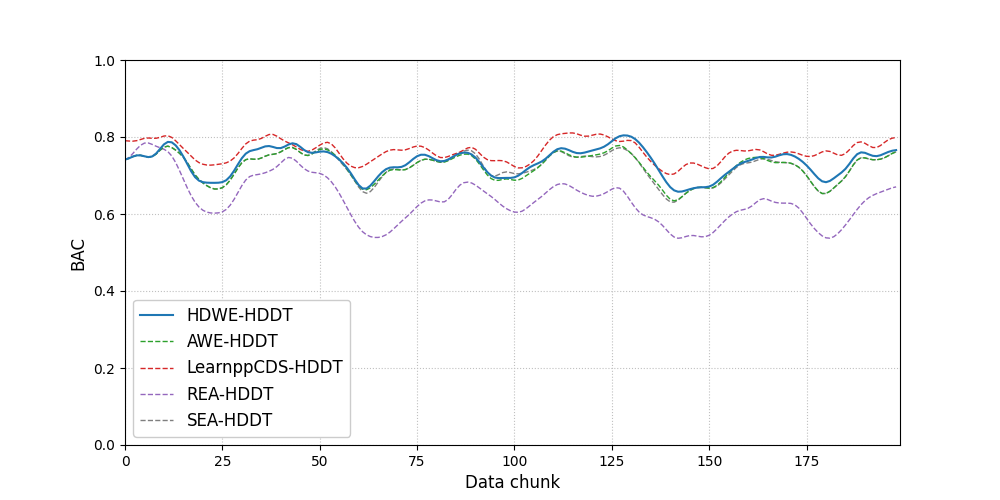 1.0
0.8
0.6
0.4
0.2
0.0
BAC
HDWE-HDDT
AWE-HDDT
LearnppCDS-HDDT
REA-HDDT
SEA-HDDT
0 25 50 75 100 125 150 175
Data chunk